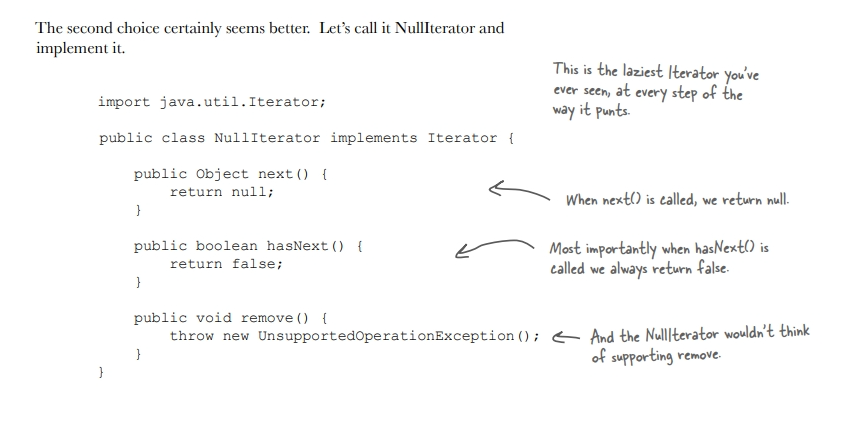 The second choice certainly seems better. Let's call it NullIterator and
implement it.
This is the laziest Iterator you've
ever seen, at every step of the
way it punts.
import java.util.Iterator;
public class NullIterator implements Iterator {
public Object next() {
return null;
}
When next() is called, we return null.
public boolean hasNext() {
return false;
}
Most importantly when hasNext() is
called we always return false.
public void remove() {
throw new UnsupportedOperationException();
}
}
And the NullIterator wouldn't think
of supporting remove.